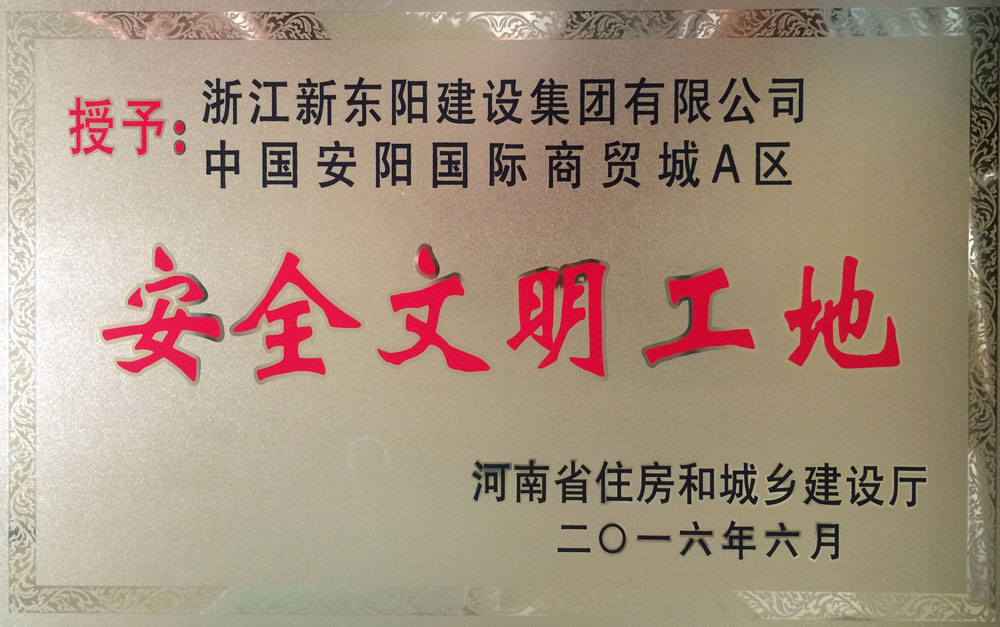 授予：浙江新东阳建设集团有限公司
中国安阳国际商贸城A区
安全文明工地
河南省住房和城乡建设厅
二〇一六年六月